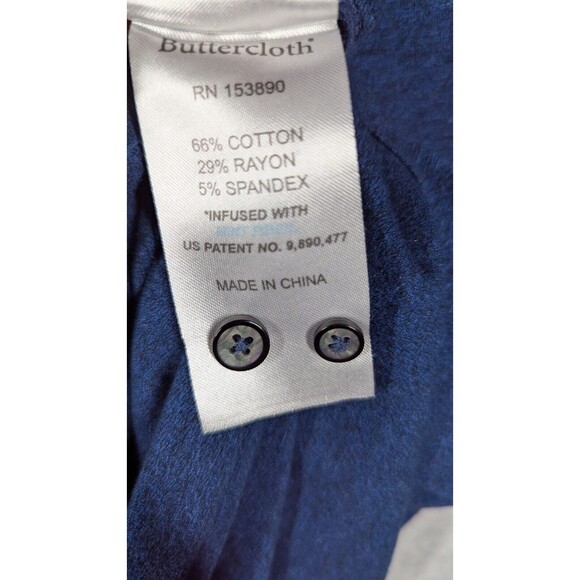 Buttercloth®
RN 153890
66% COTTON
29% RAYON
5% SPANDEX
*INFUSED WITH
US PATENT NO. 9,890,477
MADE IN CHINA